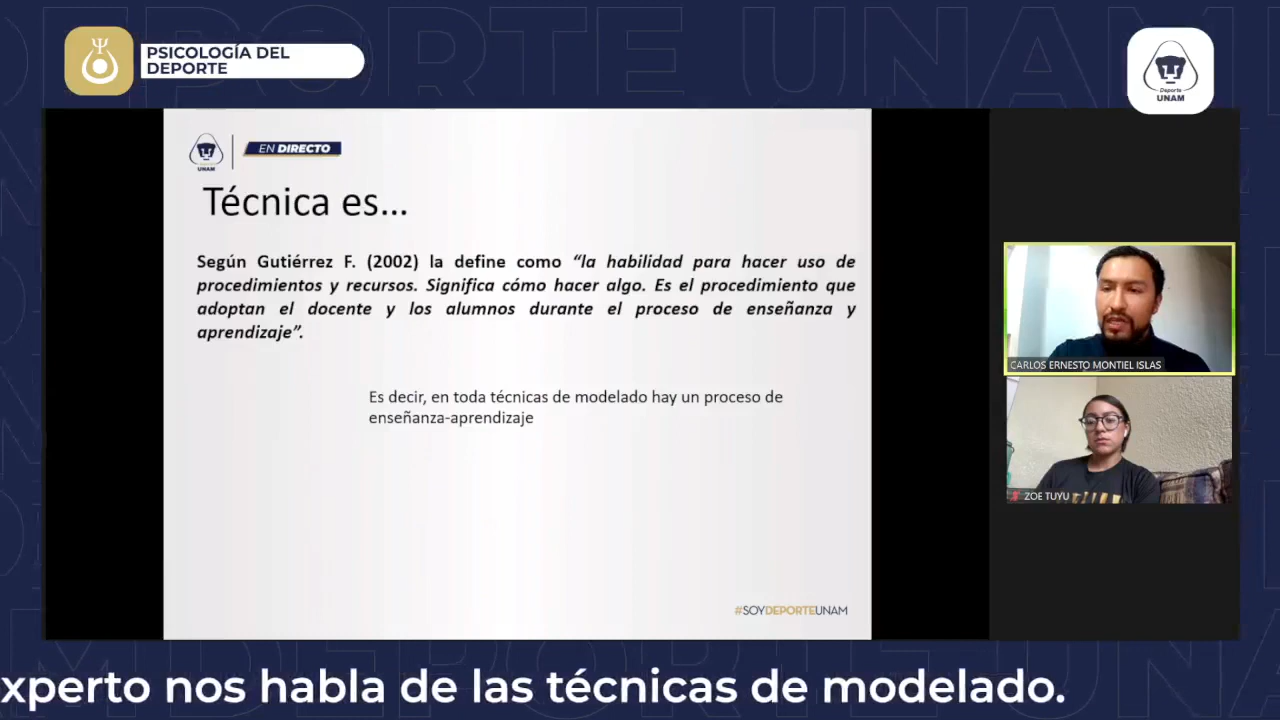 PSICOLOGÍA DEL
DEPORTE
Deporte
UNAM
UNAM
EN DIRECTO
Técnica es...
Según Gutiérrez F. (2002) la define como “la habilidad para hacer uso de
procedimientos y recursos. Significa cómo hacer algo. Es el procedimiento que
adoptan el docente y los alumnos durante el proceso de enseñanza y
aprendizaje”.
Es decir, en toda técnicas de modelado hay un proceso de
enseñanza-aprendizaje
#SOYDEPORTEUNAM
CARLOS ERNESTO MONTIEL ISLAS
ZOE TUYU
xperto nos habla de las técnicas de modelado.